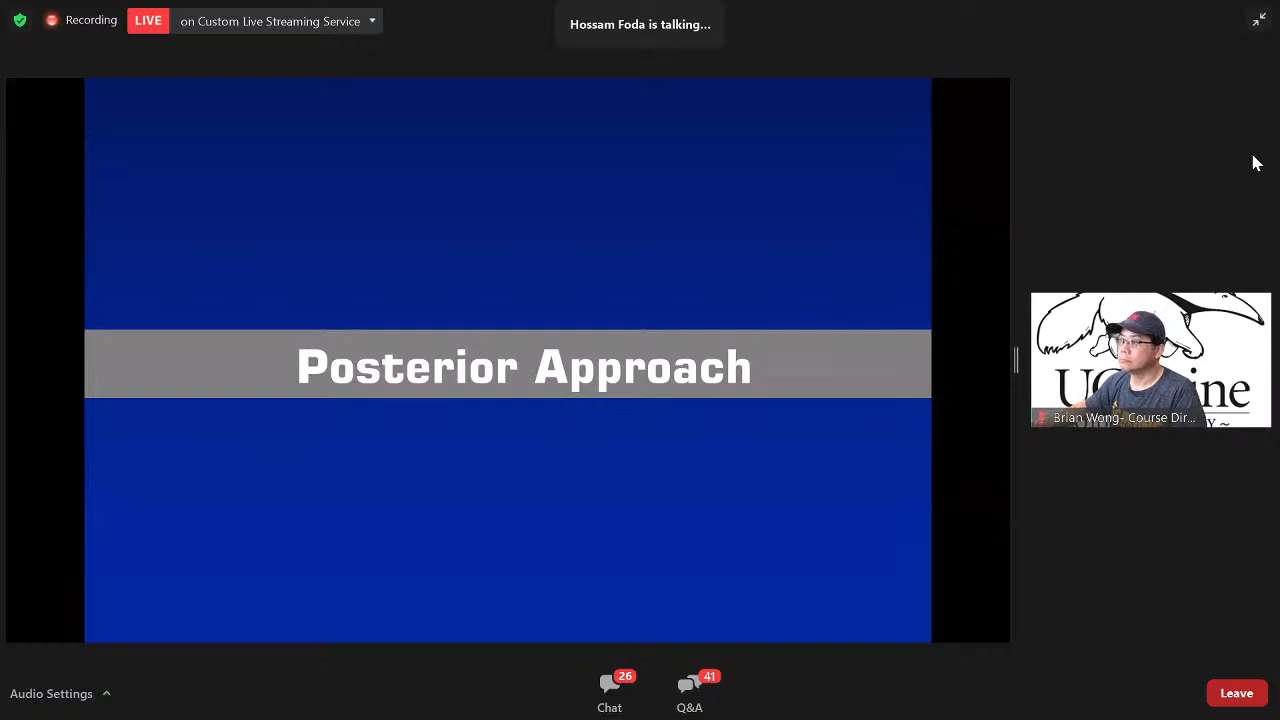 Recording
LIVE
on Custom Live Streaming Service
Hossam Foda is talking...
Posterior Approach
Brian Wong- Course Dir...
Audio Settings
26
Chat
41
Q&A
Leave